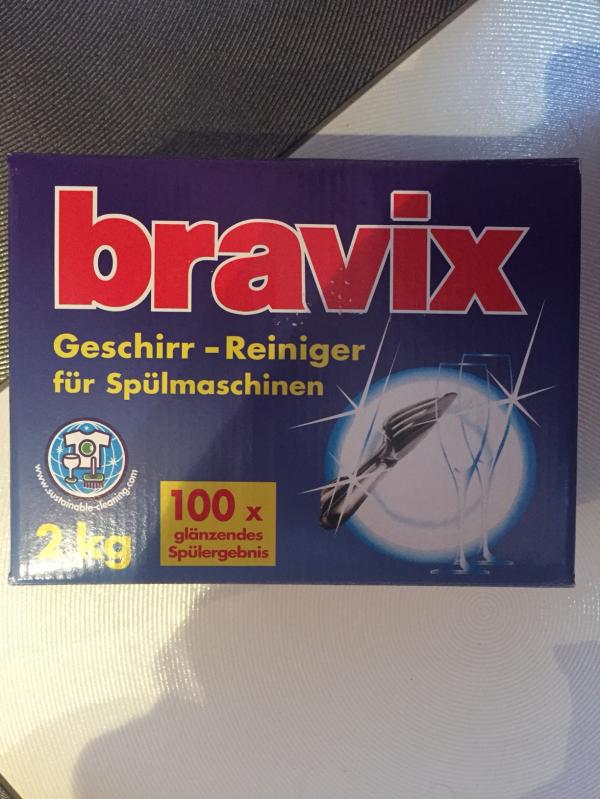 bravix
Geschirr - Reiniger
für Spülmaschinen
www.sustainable-cleaning.com
2 kg
100 x
glänzendes
Spülergebnis